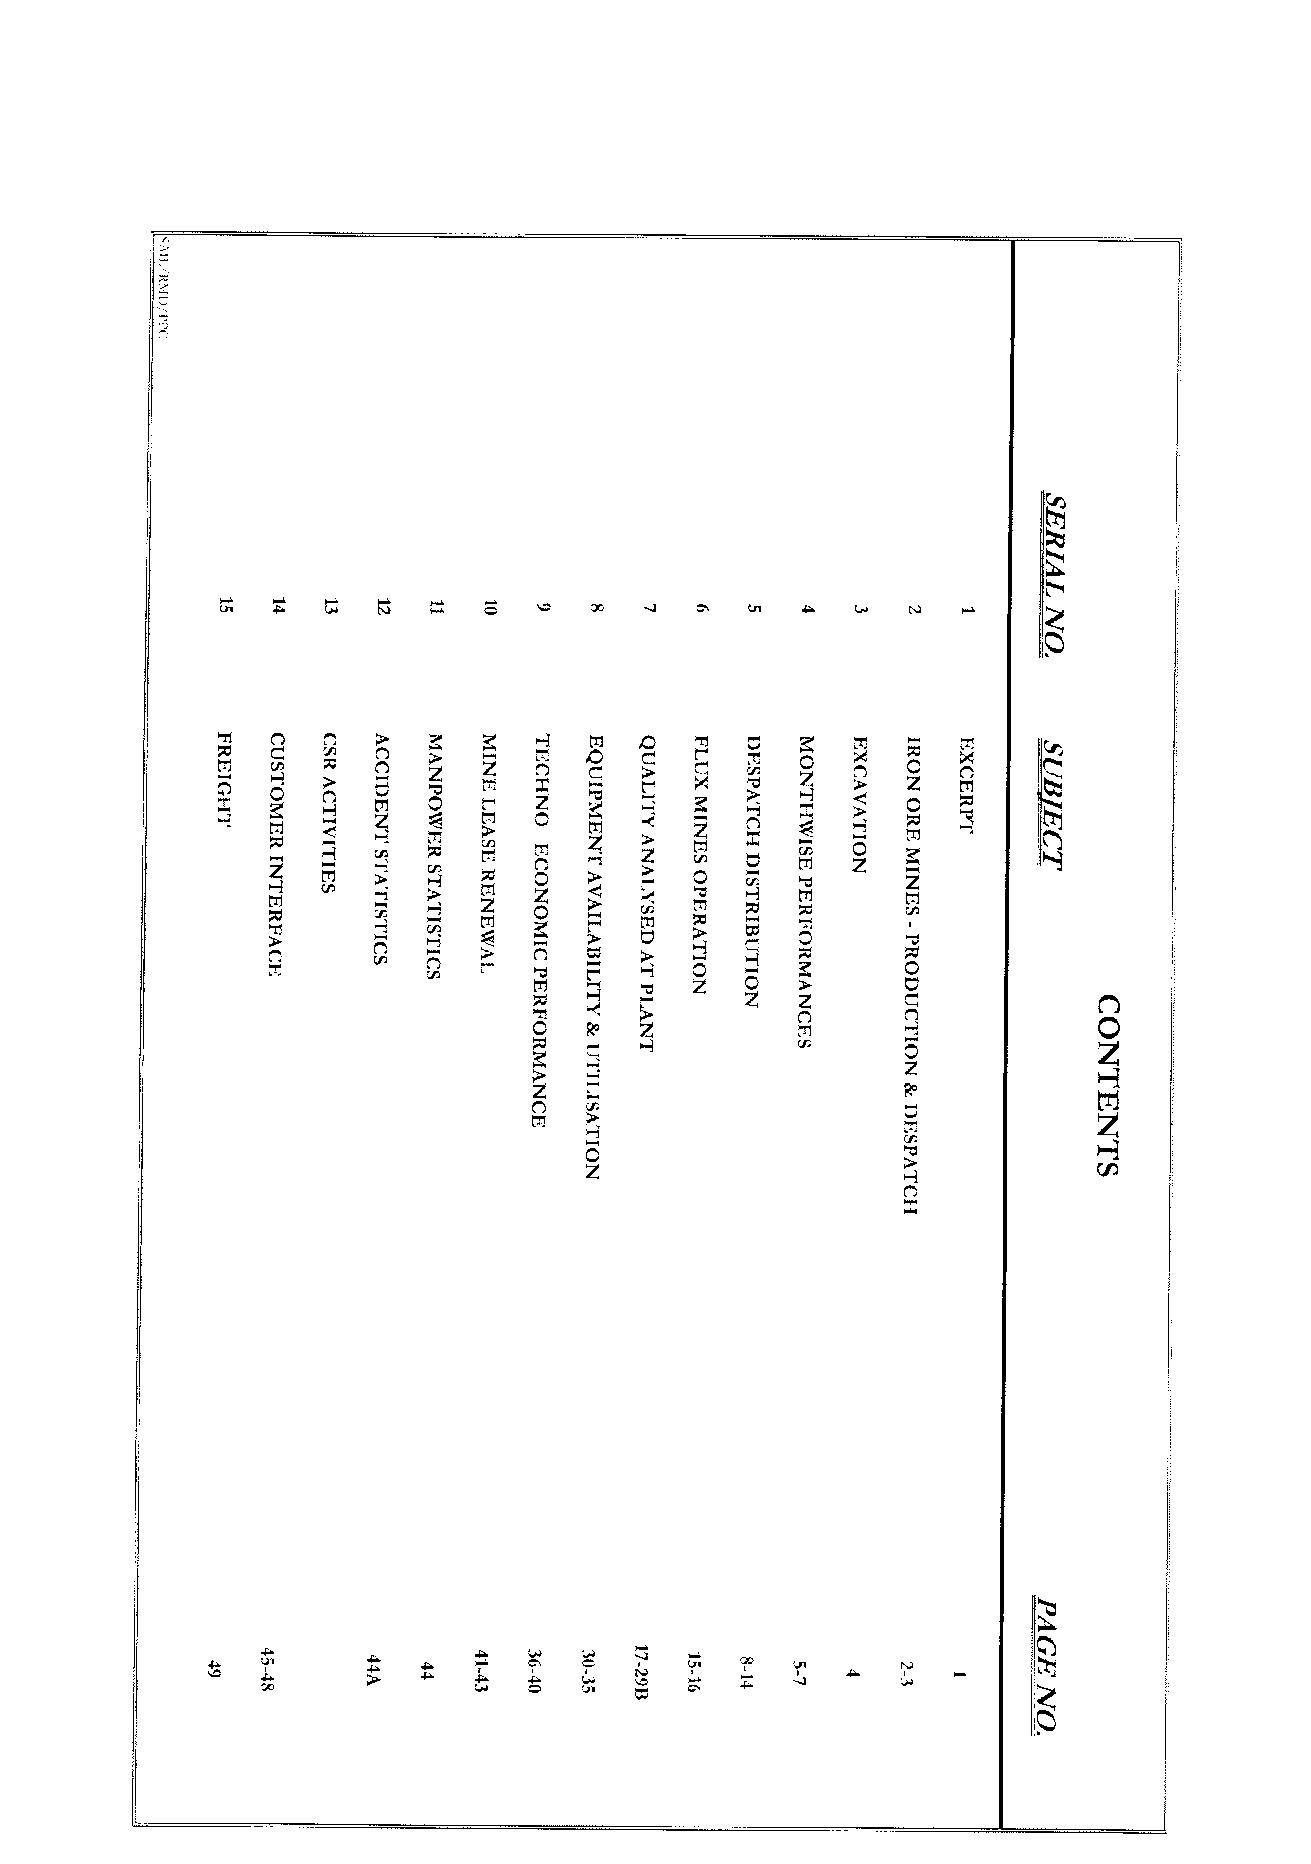 CONTENTS
SERIAL NO. SUBJECT PAGE NO.
1 EXCERPT 1
2 IRON ORE MINES - PRODUCTION & DESPATCH 2-3
3 EXCAVATION 4
4 MONTHWISE PERFORMANCES 5-7
5 DESPATCH DISTRIBUTION 8-14
6 FLUX MINES OPERATION 15-16
7 QUALITY ANALYSED AT PLANT 17-29B
8 EQUIPMENT AVAILABILITY & UTILISATION 30-35
9 TECHNO ECONOMIC PERFORMANCE 36-40
10 MINE LEASE RENEWAL 41-43
11 MANPOWER STATISTICS 44
12 ACCIDENT STATISTICS 44A
13 CSR ACTIVITIES
14 CUSTOMER INTERFACE 45-48
15 FREIGHT 49
SAIL/RMD/PPC